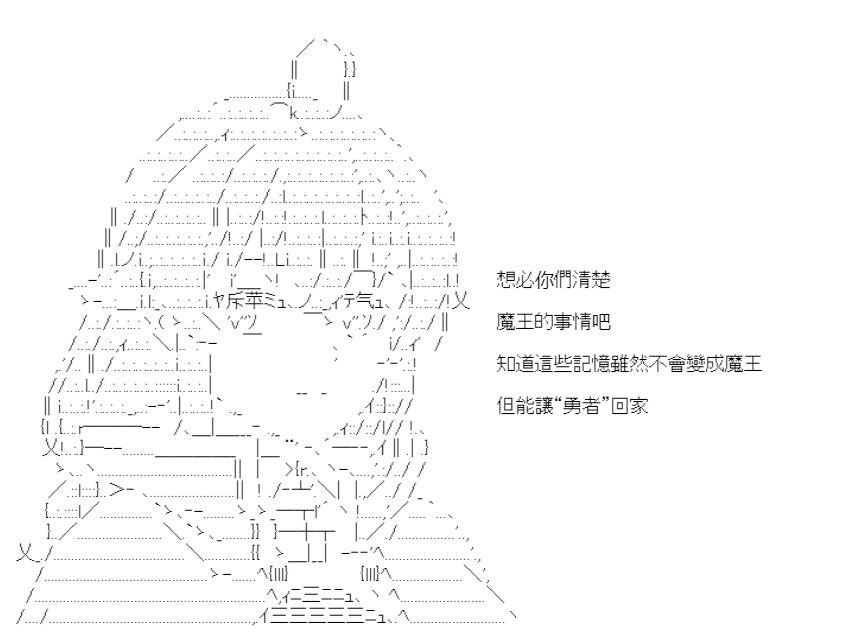 想必你們清楚
魔王的事情吧
知道這些記憶雖然不會變成魔王
但能讓“勇者”回家